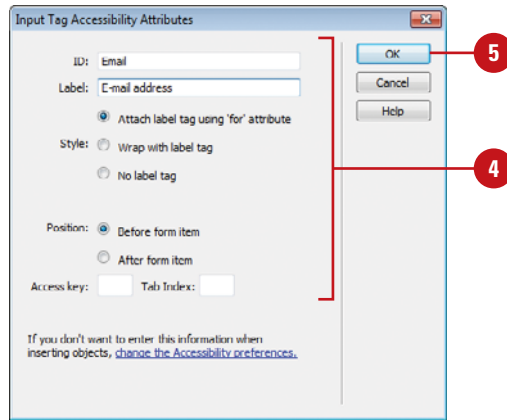 Input Tag Accessibility Attributes
ID: Email
Label: E-mail address
Attach label tag using 'for' attribute
Style: Wrap with label tag
No label tag
Position: Before form item
After form item
Access key: Tab Index:
If you don't want to enter this information when
inserting objects, change the Accessibility preferences.
OK
Cancel
Help
5
4